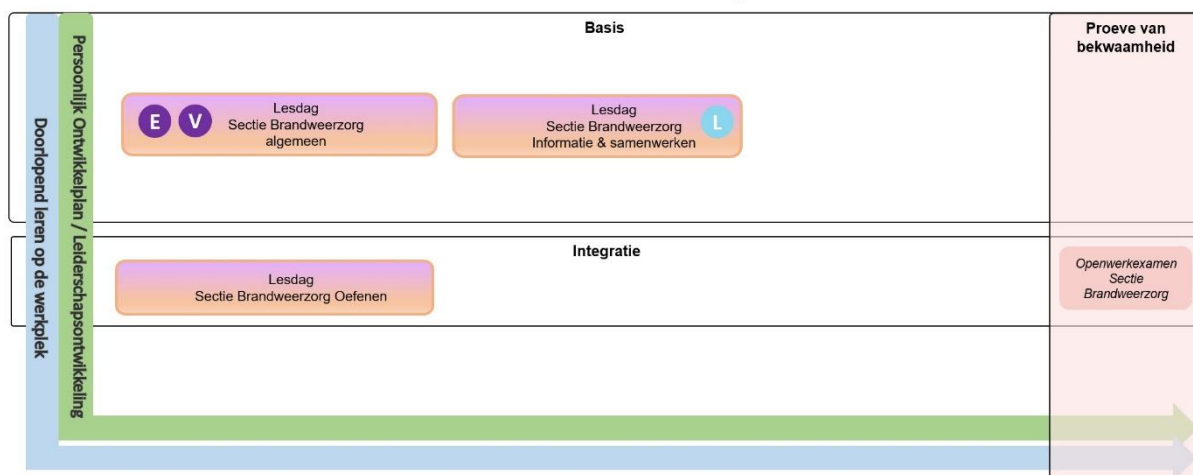 Basis
Proeve van
bekwaamheid
Doorlopend leren op de werkplek
Persoonlijk Ontwikkelplan / Leiderschapsontwikkeling
E
V
Lesdag
Sectie Brandweerzorg
algemeen
Lesdag
Sectie Brandweerzorg
Informatie & samenwerken
L
Integratie
Lesdag
Sectie Brandweerzorg Oefenen
Openwerkexamen
Sectie
Brandweerzorg